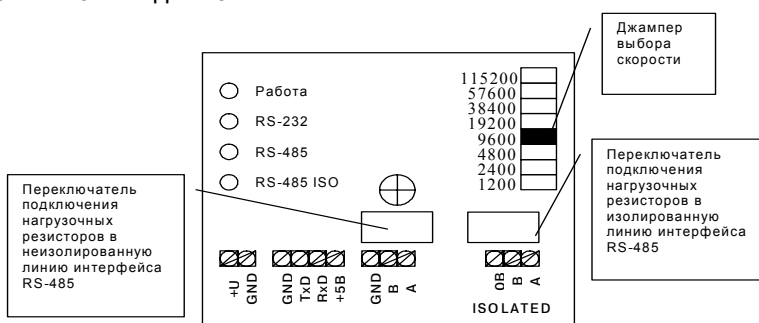 Джампер
выбора
скорости
115200
57600
38400
19200
9600
4800
2400
1200
Работа
RS-232
RS-485
RS-485 ISO
Переключатель
подключения
нагрузочных
резисторов в
неизолированную
линию интерфейса
RS-485
Переключатель
подключения
нагрузочных
резисторов в
изолированную
линию интерфейса
RS-485
+U
GND
GND
TxD
RxD
+5В
GND
B
A
0В
B
A
ISOLATED